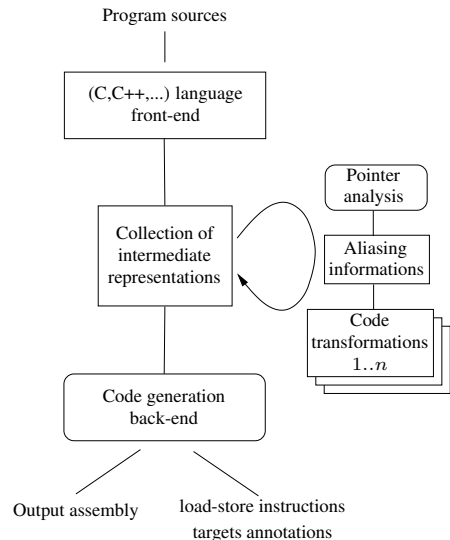 Program sources
(C,C++,...) language
front-end
Collection of
intermediate
representations
Pointer
analysis
Aliasing
informations
Code
transformations
1..n
Code generation
back-end
Output assembly
load-store instructions
targets annotations